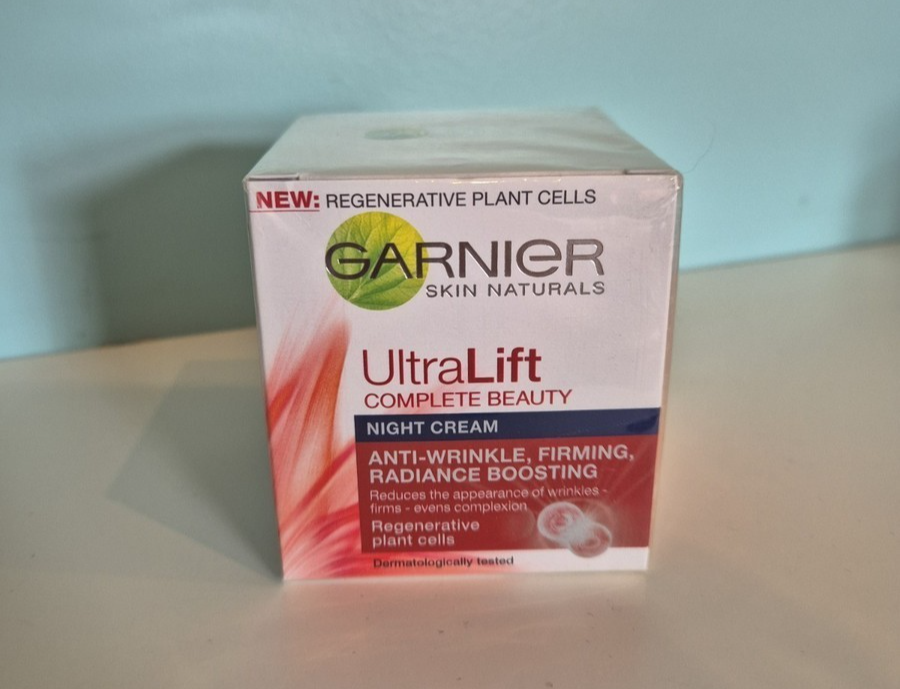 NEW: REGENERATIVE PLANT CELLS
GARNIER
SKIN NATURALS
UltraLift
COMPLETE BEAUTY
NIGHT CREAM
ANTI-WRINKLE, FIRMING,
RADIANCE BOOSTING
Reduces the appearance of wrinkles -
firms - evens complexion
Regenerative
plant cells
Dermatologically tested